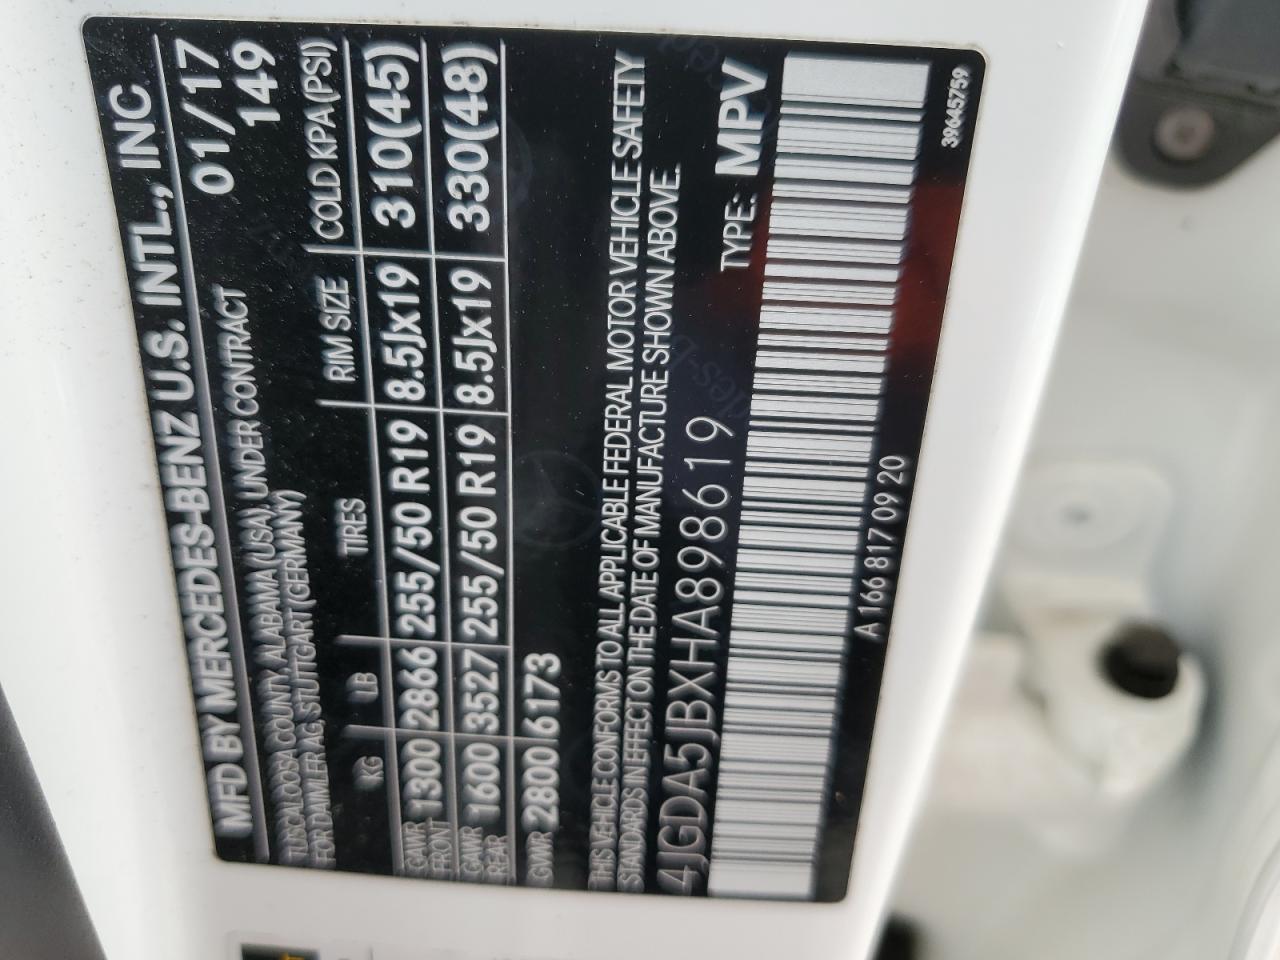 MFD BY MERCEDES-BENZ U.S. INTL., INC
01/17
TUSCALOOSA COUNTY, ALABAMA (USA), UNDER CONTRACT 149
FOR DAIMLER AG, STUTTGART (GERMANY)
KG LB TIRES RIM SIZE COLD KPA (PSI)
GAWR FRONT 1300 2866 255/50 R19 8.5Jx19 310(45)
GAWR REAR 1600 3527 255/50 R19 8.5Jx19 330(48)
GVWR 2800 6173
THIS VEHICLE CONFORMS TO ALL APPLICABLE FEDERAL MOTOR VEHICLE SAFETY
STANDARDS IN EFFECT ON THE DATE OF MANUFACTURE SHOWN ABOVE.
4JGDA5JBXHA898619 TYPE: MPV
A 166 817 09 20
39645759